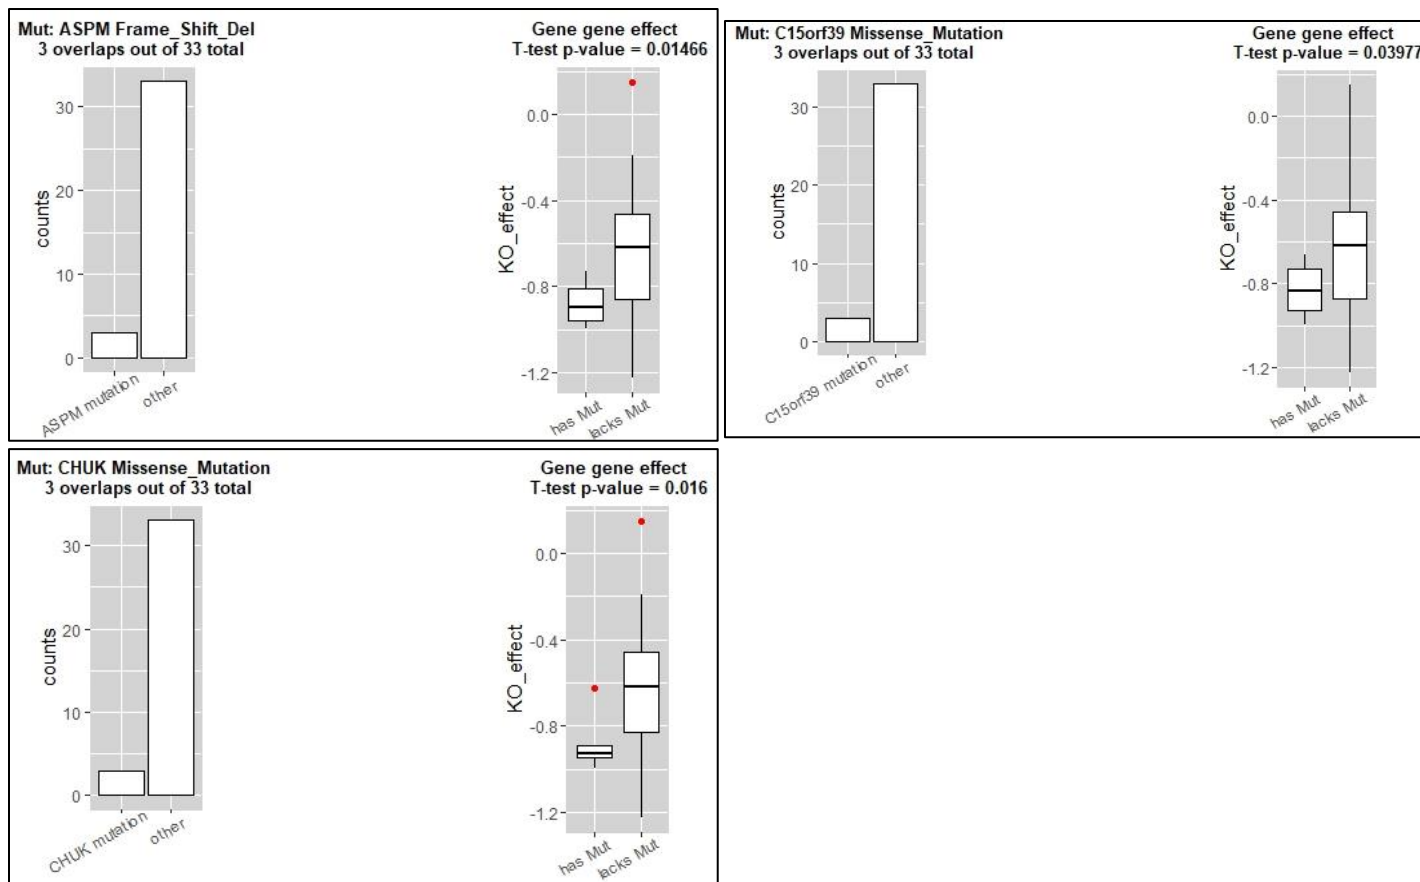 Mut: ASPM Frame_Shift_Del
3 overlaps out of 33 total
counts
30
20
10
0
ASPM mutation
other
Gene gene effect
T-test p-value = 0.01466
KO_effect
0.0
-0.4
-0.8
-1.2
has Mut
lacks Mut
Mut: C15orf39 Missense_Mutation
3 overlaps out of 33 total
counts
30
20
10
0
C15orf39 mutation
other
Gene gene effect
T-test p-value = 0.03977
KO_effect
0.0
-0.4
-0.8
-1.2
has Mut
lacks Mut
Mut: CHUK Missense_Mutation
3 overlaps out of 33 total
counts
30
20
10
0
CHUK mutation
other
Gene gene effect
T-test p-value = 0.016
KO_effect
0.0
-0.4
-0.8
-1.2
has Mut
lacks Mut